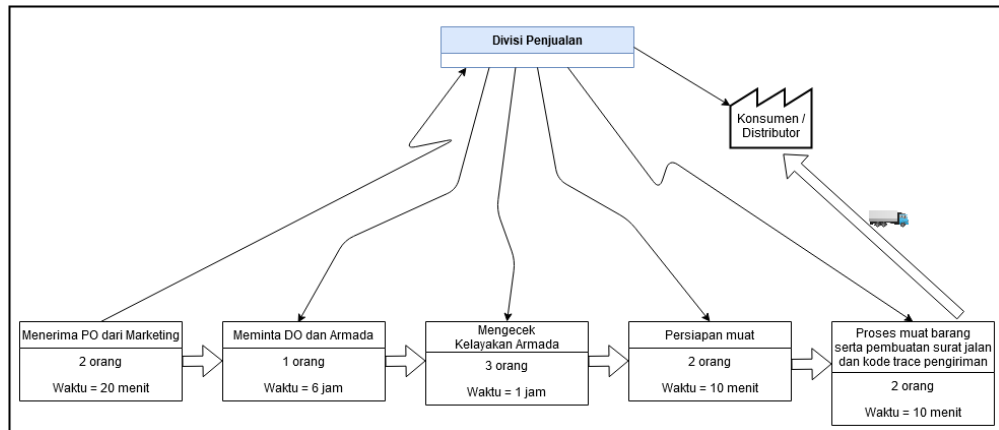 Divisi Penjualan
Konsumen /
Distributor
Menerima PO dari Marketing
2 orang
Waktu = 20 menit
Meminta DO dan Armada
1 orang
Waktu = 6 jam
Mengecek
Kelayakan Armada
3 orang
Waktu = 1 jam
Persiapan muat
2 orang
Waktu = 10 menit
Proses muat barang
serta pembuatan surat jalan
dan kode trace pengiriman
2 orang
Waktu = 10 menit